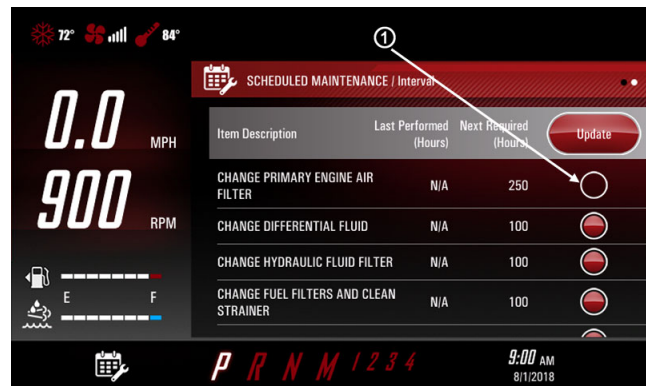 72° 84°
①
SCHEDULED MAINTENANCE / Interval
0.0 MPH
Item Description
Last Performed (Hours)
Next Required (Hours)
Update
CHANGE PRIMARY ENGINE AIR
FILTER
N/A 250
900 RPM
CHANGE DIFFERENTIAL FLUID N/A 100
CHANGE HYDRAULIC FLUID FILTER N/A 100
CHANGE FUEL FILTERS AND CLEAN
STRAINER
N/A 100
E F
P R N M 1 2 3 4
9:00 AM
8/1/2018